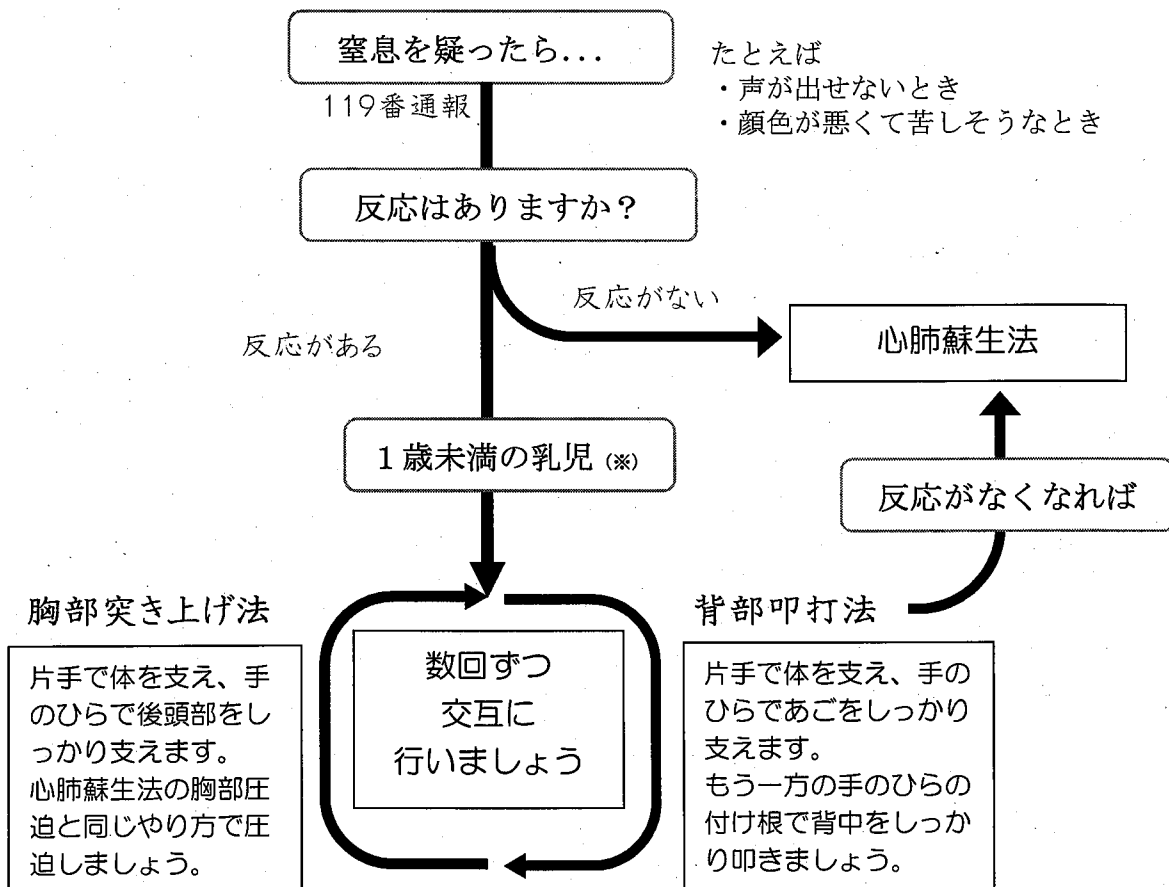 窒息を疑ったら...
たとえば
・声が出せないとき
・顔色が悪くて苦しそうなとき
119番通報
反応はありますか？
反応がない
反応がある
心肺蘇生法
1歳未満の乳児 (※)
反応がなくなれば
胸部突き上げ法
片手で体を支え、手
のひらで後頭部をし
っかり支えます。
心肺蘇生法の胸部圧
迫と同じやり方で圧
迫しましょう。
数回ずつ
交互に
行いましょう
背部叩打法
片手で体を支え、手の
ひらであごをしっかり
支えます。
もう一方の手のひらの
付け根で背中をしっか
り叩きましょう。